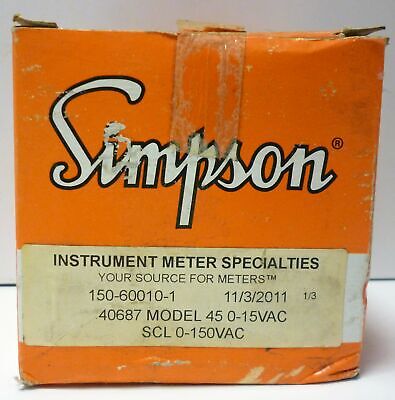 Simpson®
INSTRUMENT METER SPECIALTIES
YOUR SOURCE FOR METERS™
150-60010-1 11/3/2011 1/3
40687 MODEL 45 0-15VAC
SCL 0-150VAC